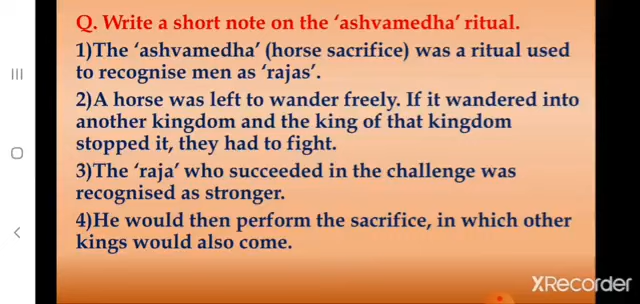 Q. Write a short note on the ‘ashvamedha’ ritual.
1)The ‘ashvamedha’ (horse sacrifice) was a ritual used
to recognise men as ‘rajas’.
2)A horse was left to wander freely. If it wandered into
another kingdom and the king of that kingdom
stopped it, they had to fight.
3)The ‘raja’ who succeeded in the challenge was
recognised as stronger.
4)He would then perform the sacrifice, in which other
kings would also come.
XRecorder